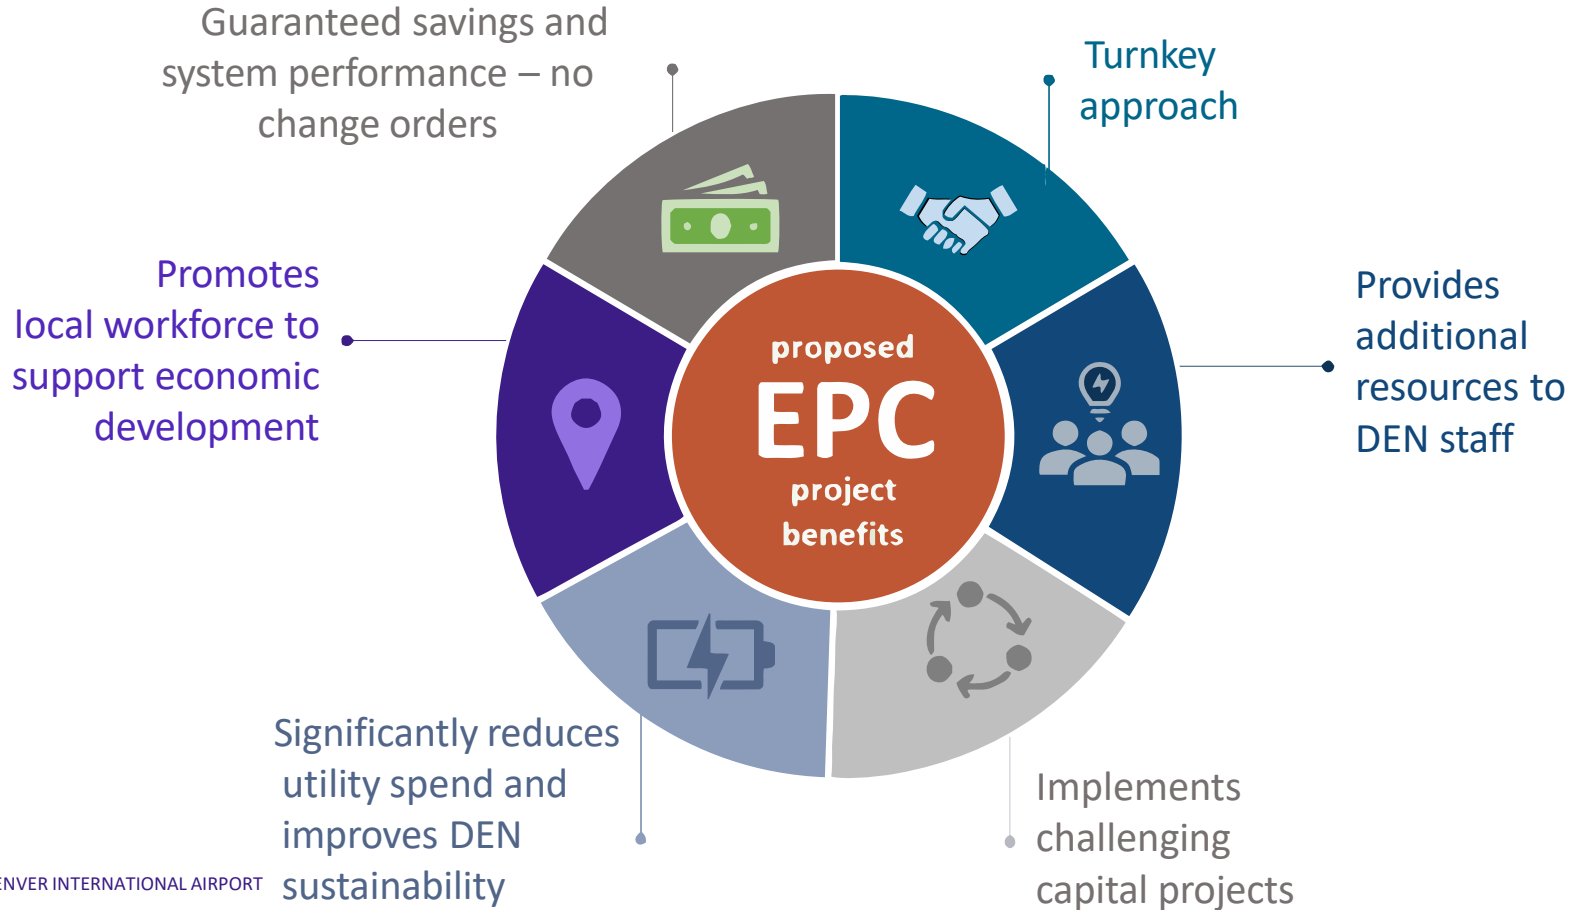 Guaranteed savings and
system performance – no
change orders
Turnkey
approach
Promotes
local workforce to
support economic
development
proposed
EPC
project
benefits
Provides
additional
resources to
DEN staff
Significantly reduces
utility spend and
improves DEN
sustainability
Implements
challenging
capital projects
ENVER INTERNATIONAL AIRPORT